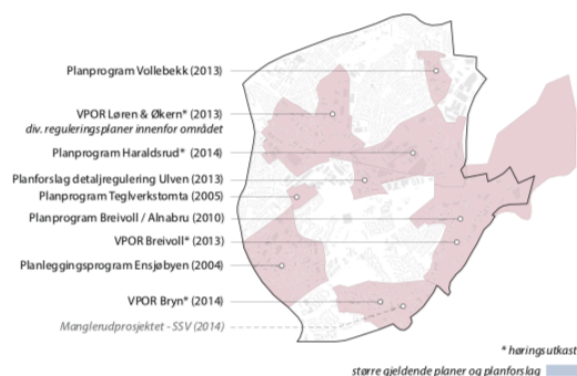 Planprogram Vollebekk (2013)
VPOR Løren & Økern* (2013)
div. reguleringsplaner innenfor området
Planprogram Haraldsrud* (2014)
Planforslag detaljregulering Ulven (2013)
Planprogram Teglverkstomta (2005)
Planprogram Breivoll / Alnabru (2010)
VPOR Breivoll* (2013)
Planleggingsprogram Ensjøbyen (2004)
VPOR Bryn* (2014)
Manglerudprosjektet - SSV (2014)
* høringsutkast
større gjeldende planer og planforslag